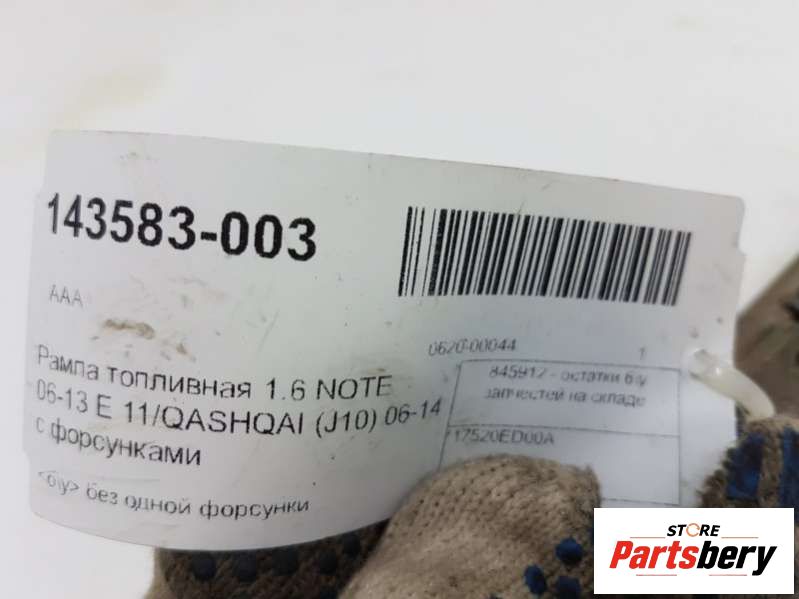 143583-003
AAA
Рампа топливная 1.6 NOTE
06-13 E 11/QASHQAI (J10) 06-14
с форсунками
<б/у> без одной форсунки
0620-00044 1
845912 - остатки б/у
запчестей на складе
17520ED00A
STORE
Partsbery